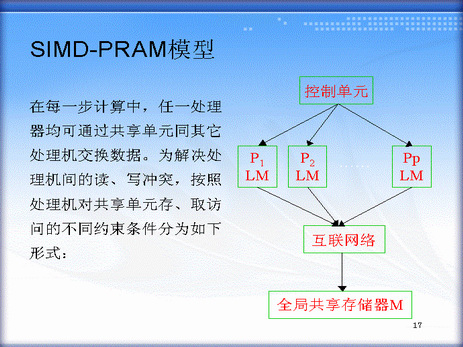 SIMD-PRAM模型
在每一步计算中，任一处理
器均可通过共享单元同其它
处理机交换数据。为解决处
理机间的读、写冲突，按照
处理机对共享单元存、取访
问的不同约束条件分为如下
形式：
控制单元
P1
LM
P2
LM
Pp
LM
互联网络
全局共享存储器M
17